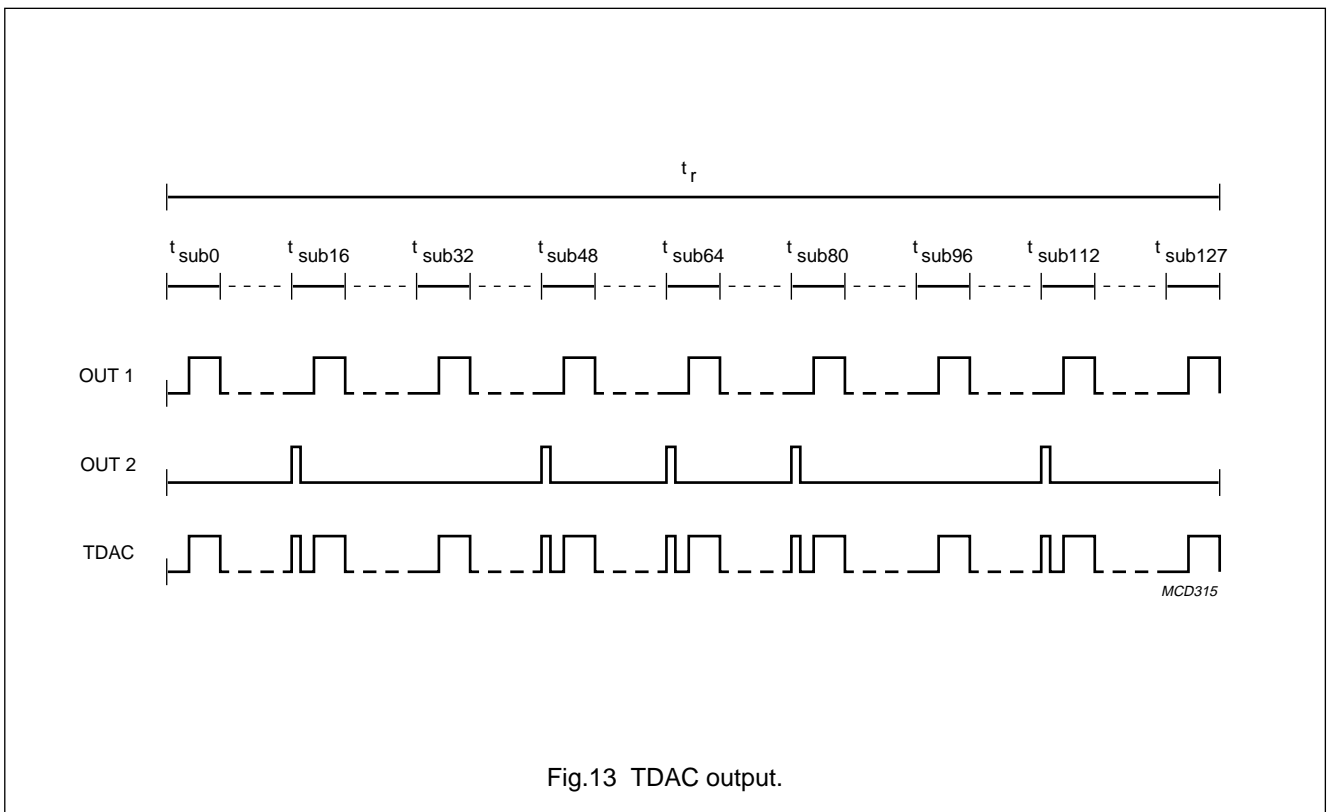 t r
t sub0 t sub16 t sub32 t sub48 t sub64 t sub80 t sub96 t sub112 t sub127
OUT 1
OUT 2
TDAC
MCD315
Fig.13 TDAC output.